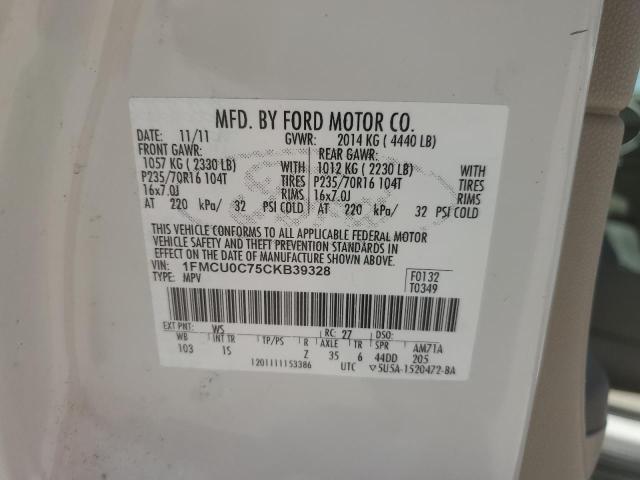 MFD. BY FORD MOTOR CO.
DATE: 11/11 GVWR: 2014 KG ( 4440 LB)
FRONT GAWR: REAR GAWR:
1057 KG ( 2330 LB) WITH 1012 KG ( 2230 LB) WITH
P235/70R16 104T TIRES P235/70R16 104T TIRES
16x7.0J RIMS 16x7.0J RIMS
AT 220 kPa/ 32 PSI COLD AT 220 kPa/ 32 PSI COLD
THIS VEHICLE CONFORMS TO ALL APPLICABLE FEDERAL MOTOR
VEHICLE SAFETY AND THEFT PREVENTION STANDARDS IN
EFFECT ON THE DATE OF MANUFACTURE SHOWN ABOVE.
VIN: 1FMCU0C75CKB39328 F0132
TYPE: MPV T0349
EXT PNT: WS RC: 27 DSO:
WB INT TR TP/PS R AXLE TR SPR AM71A
103 IS Z 35 6 44DD 205
1201111153386 UTC 5U5A-1520472-BA